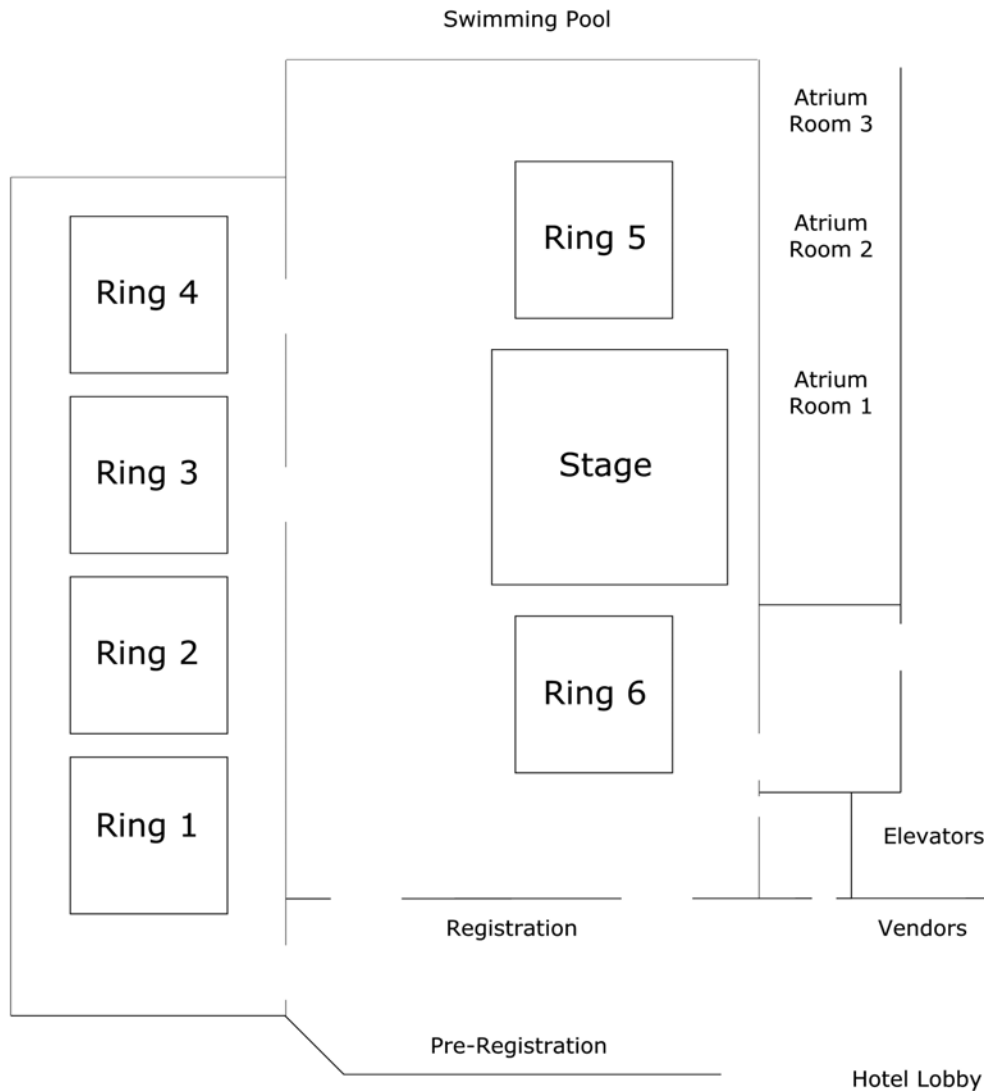 Swimming Pool
Atrium
Room 3
Ring 5
Atrium
Room 2
Ring 4
Atrium
Room 1
Ring 3
Stage
Ring 2
Ring 6
Ring 1
Elevators
Registration
Vendors
Pre-Registration
Hotel Lobby